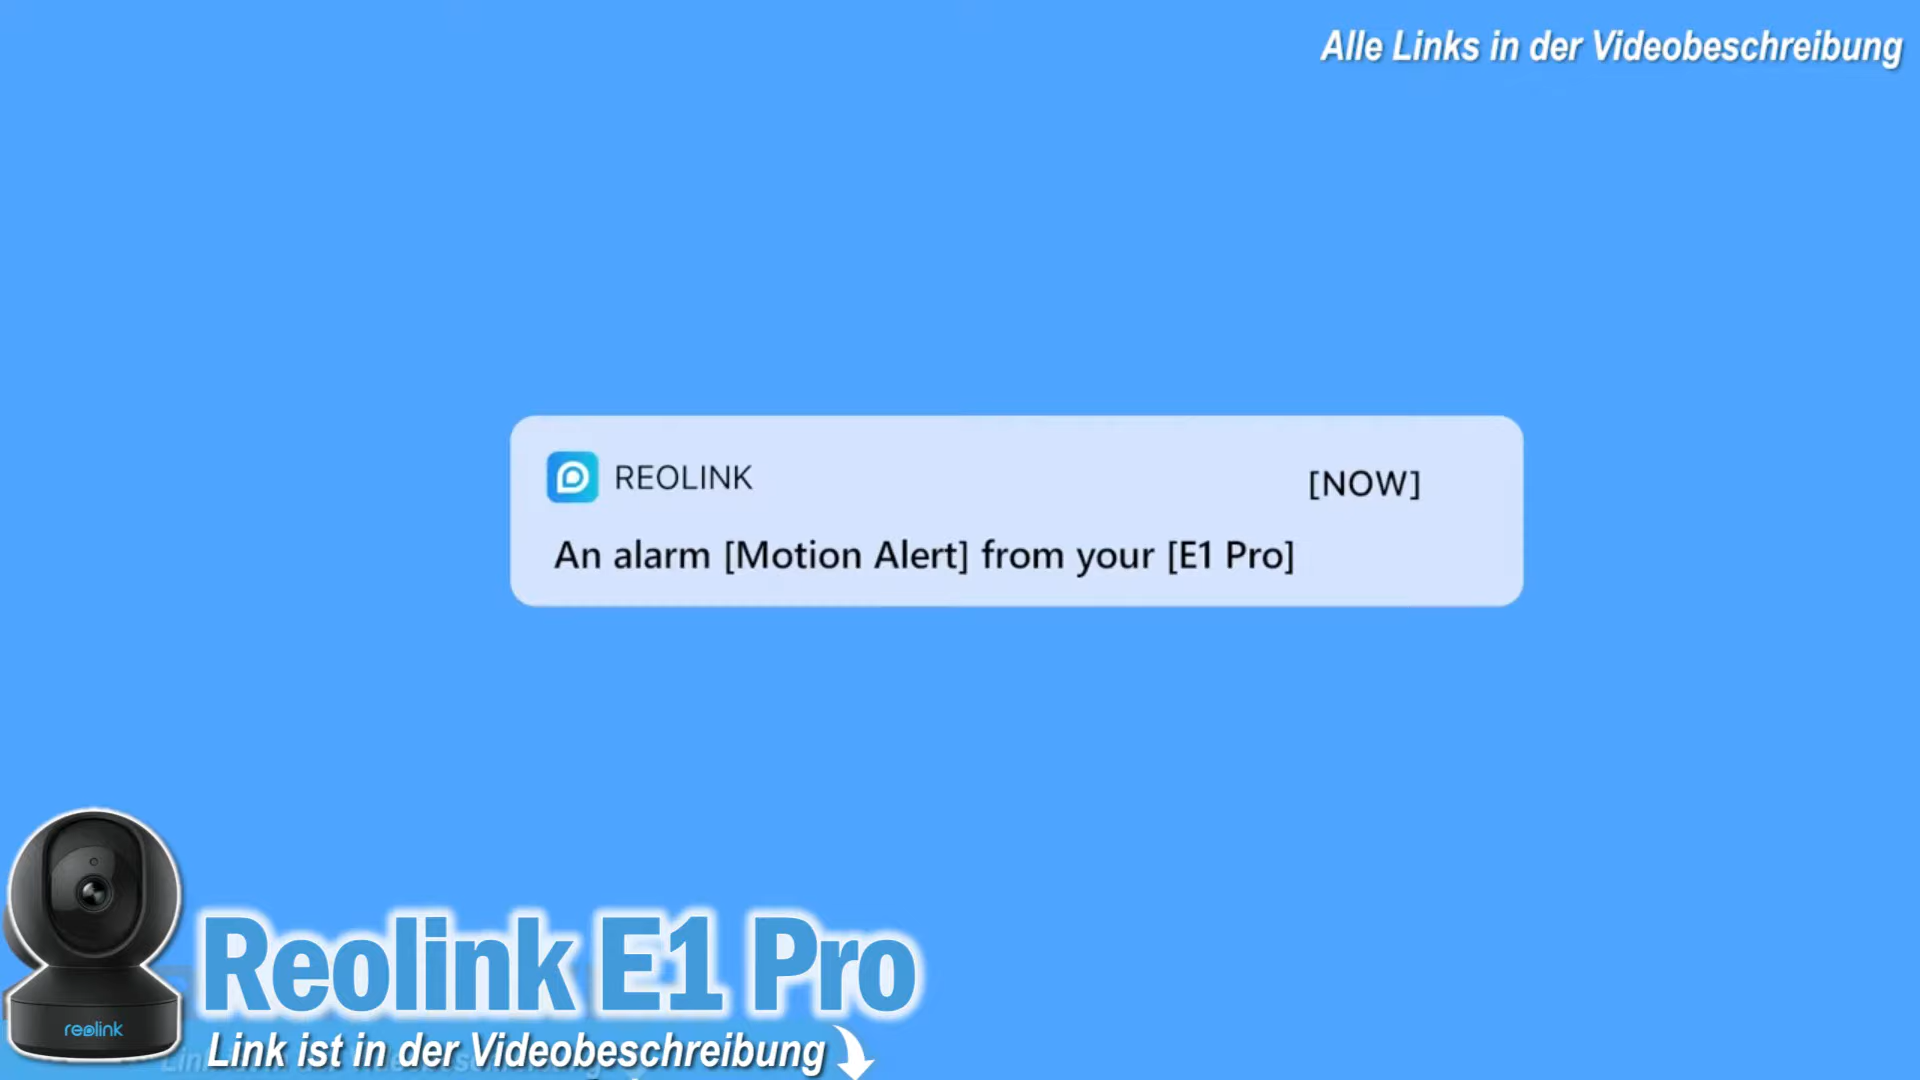 Alle Links in der Videobeschreibung
REOLINK
[NOW]
An alarm [Motion Alert] from your [E1 Pro]
reolink
Reolink E1 Pro
Link ist in der Videobeschreibung